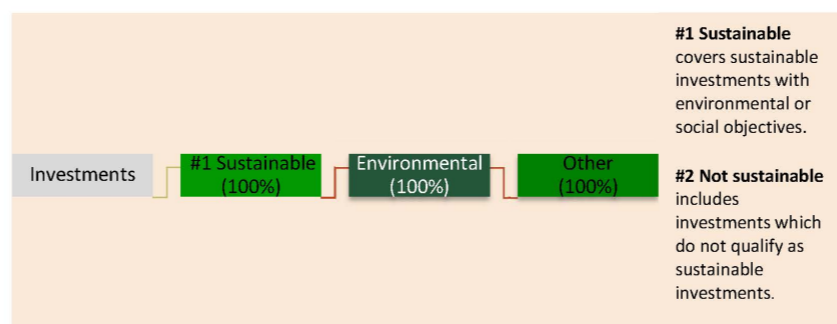 Investments
#1 Sustainable
(100%)
Environmental
(100%)
Other
(100%)
#1 Sustainable
covers sustainable
investments with
environmental or
social objectives.
#2 Not sustainable
includes
investments which
do not qualify as
sustainable
investments.